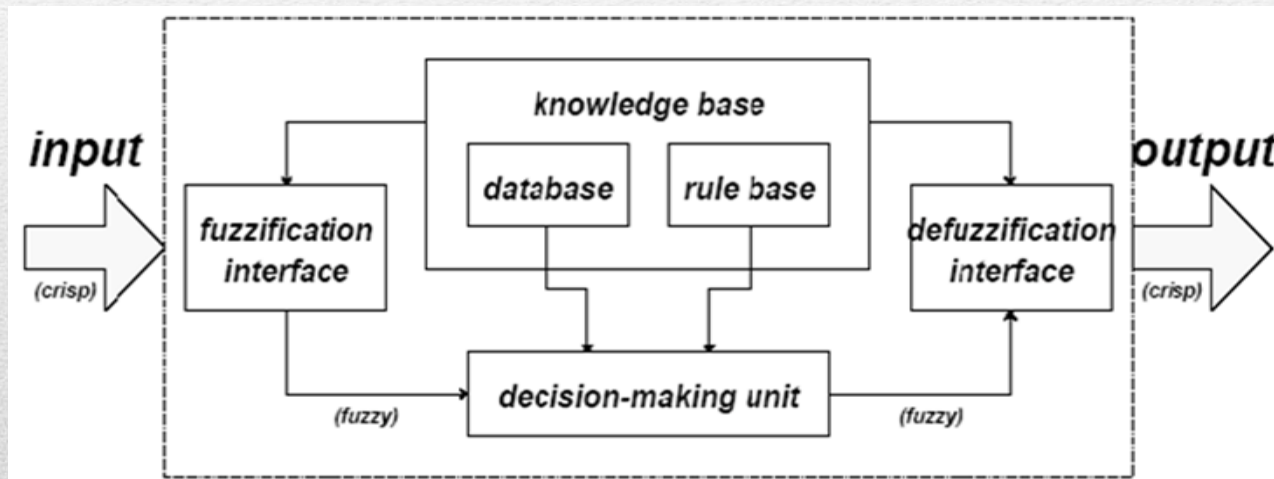 knowledge base
input
output
database
rule base
fuzzification
interface
defuzzification
interface
(crisp)
(crisp)
decision-making unit
(fuzzy)
(fuzzy)